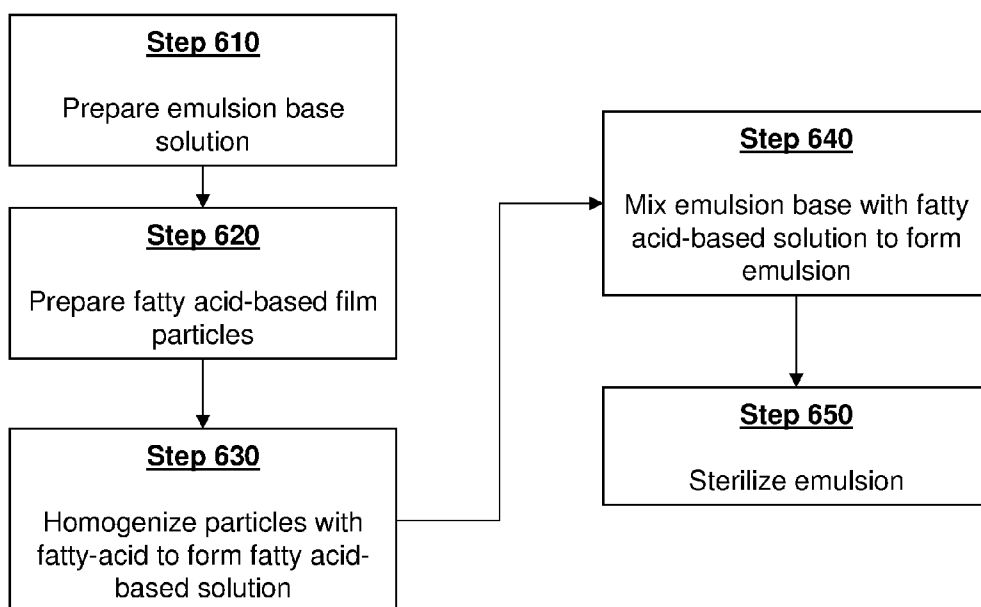 Step 610
Prepare emulsion base
solution
Step 620
Prepare fatty acid-based film
particles
Step 630
Homogenize particles with
fatty-acid to form fatty acid-
based solution
Step 640
Mix emulsion base with fatty
acid-based solution to form
emulsion
Step 650
Sterilize emulsion